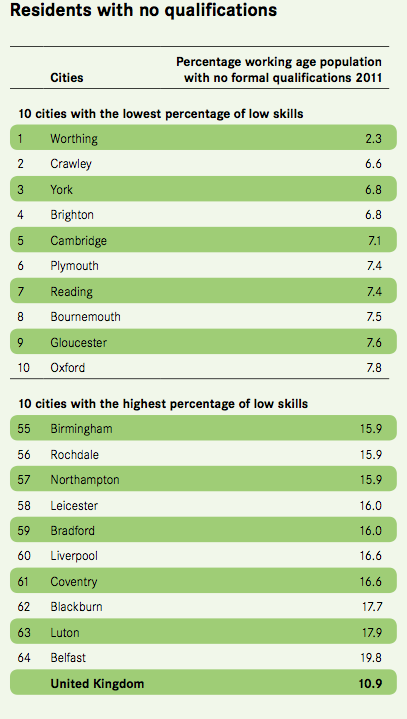 Residents with no qualifications
Percentage working age population
Cities with no formal qualifications 2011
10 cities with the lowest percentage of low skills
1 Worthing 2.3
2 Crawley 6.6
3 York 6.8
4 Brighton 6.8
5 Cambridge 7.1
6 Plymouth 7.4
7 Reading 7.4
8 Bournemouth 7.5
9 Gloucester 7.6
10 Oxford 7.8
10 cities with the highest percentage of low skills
55 Birmingham 15.9
56 Rochdale 15.9
57 Northampton 15.9
58 Leicester 16.0
59 Bradford 16.0
60 Liverpool 16.6
61 Coventry 16.6
62 Blackburn 17.7
63 Luton 17.9
64 Belfast 19.8
United Kingdom 10.9